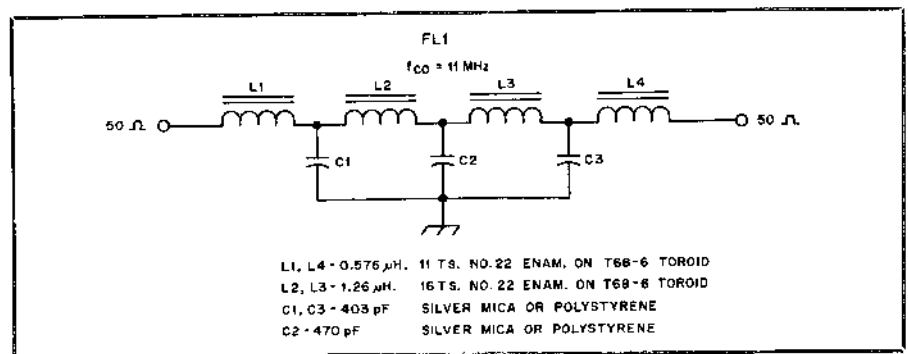 FL1
fCO = 11 MHz
L1 L2 L3 L4
50 Ω 50 Ω
C1 C2 C3
L1, L4 - 0.576 μH. 11 TS. NO. 22 ENAM. ON T68-6 TOROID
L2, L3 - 1.26 μH. 16 TS. NO. 22 ENAM. ON T68-6 TOROID
C1, C3 - 403 pF SILVER MICA OR POLYSTYRENE
C2 - 470 pF SILVER MICA OR POLYSTYRENE